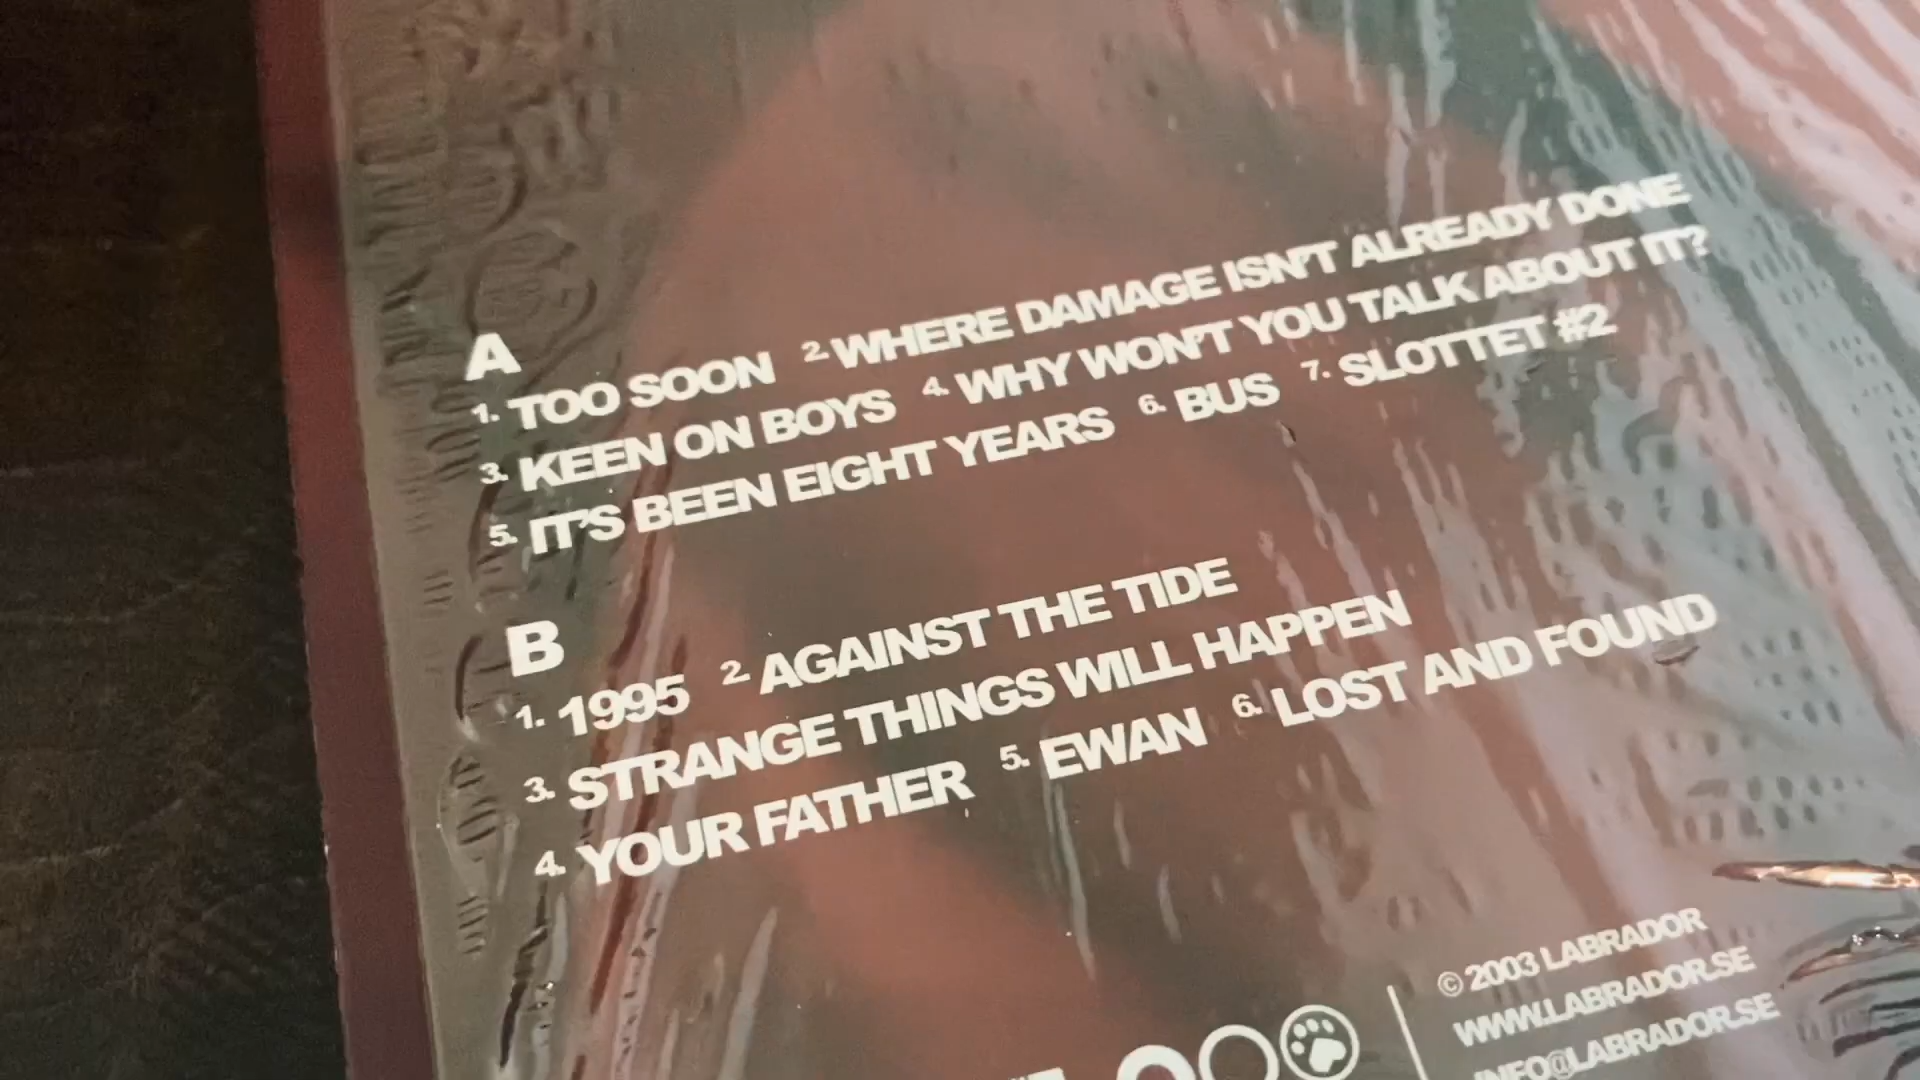 A
1. TOO SOON 2. WHERE DAMAGE ISN'T ALREADY DONE
3. KEEN ON BOYS 4. WHY WON'T YOU TALK ABOUT IT?
5. IT'S BEEN EIGHT YEARS 6. BUS 7. SLOTTET #2
B
1. 1995 2. AGAINST THE TIDE
3. STRANGE THINGS WILL HAPPEN
4. YOUR FATHER 5. EWAN 6. LOST AND FOUND
© 2003 LABRADOR
WWW.LABRADOR.SE
INFO@LABRADOR.SE